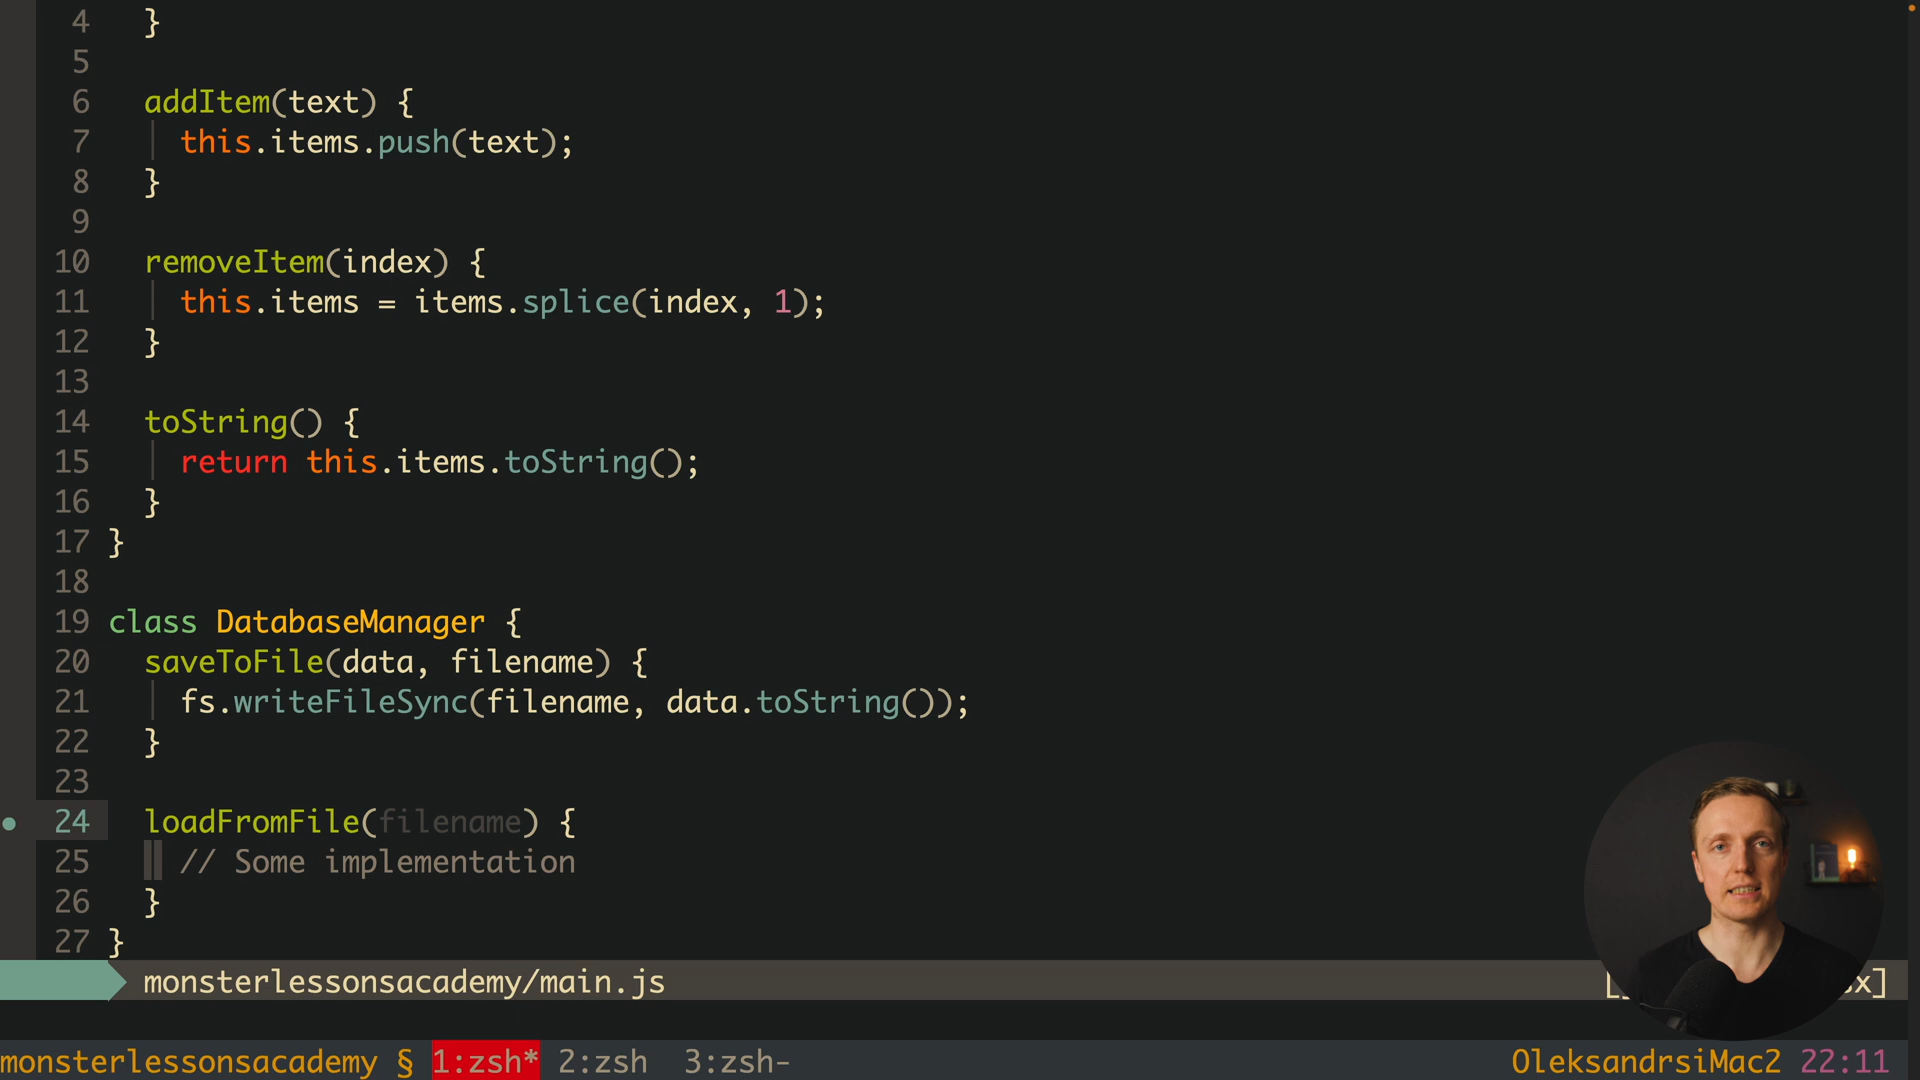 4   }
5
6   addItem(text) {
7     this.items.push(text);
8   }
9
10   removeItem(index) {
11     this.items = items.splice(index, 1);
12   }
13
14   toString() {
15     return this.items.toString();
16   }
17 }
18
19 class DatabaseManager {
20   saveToFile(data, filename) {
21     fs.writeFileSync(filename, data.toString());
22   }
23
24   loadFromFile(filename) {
25     // Some implementation
26   }
27 }
monsterlessonsacademy/main.js
monsterlessonsacademy § 1:zsh* 2:zsh 3:zsh- OleksandrsiMac2 22:11